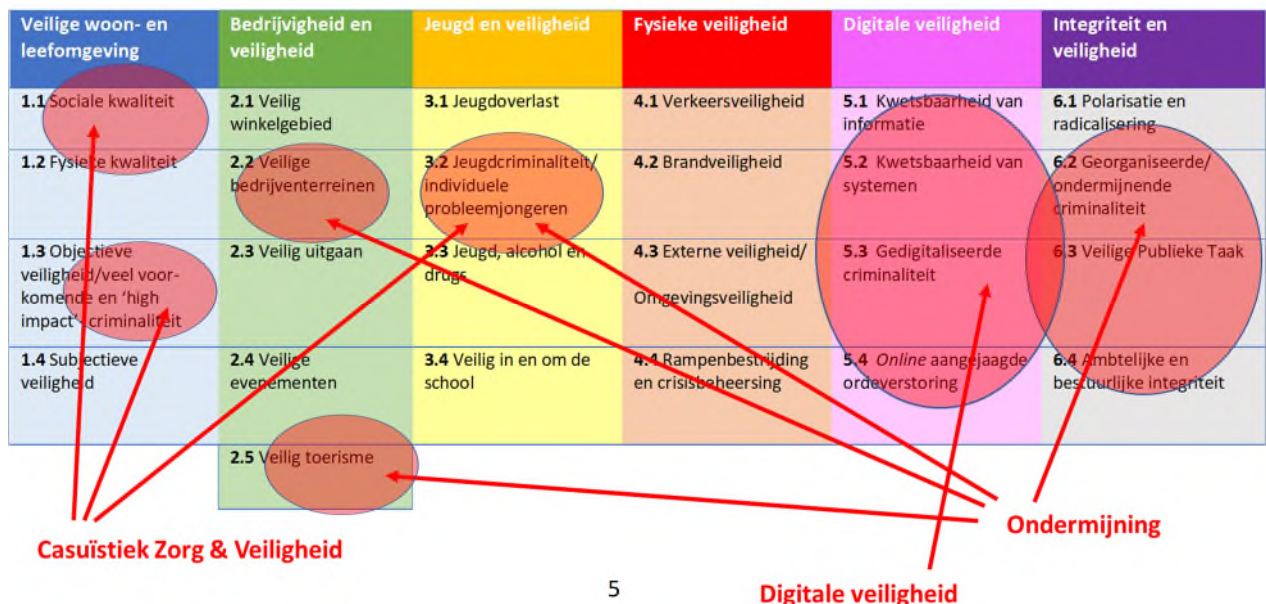 Veilige woon- en
leefomgeving
Bedrijvigheid en
veiligheid
Jeugd en veiligheid
Fysieke veiligheid
Digitale veiligheid
Integriteit en
veiligheid
1.1 Sociale kwaliteit
2.1 Veilig
winkelgebied
3.1 Jeugdoverlast
4.1 Verkeersveiligheid
5.1 Kwetsbaarheid van
informatie
6.1 Polarisatie en
radicalisering
1.2 Fysieke kwaliteit
2.2 Veilige
bedrijventerreinen
3.2 Jeugdcriminaliteit/
individuele
probleemjongeren
4.2 Brandveiligheid
5.2 Kwetsbaarheid van
systemen
6.2 Georganiseerde/
ondermijnende
criminaliteit
1.3 Objectieve
veiligheid/veel voor-
komende en ‘high
impact’- criminaliteit
2.3 Veilig uitgaan
3.3 Jeugd, alcohol en
drugs
4.3 Externe veiligheid/
Omgevingsveiligheid
5.3 Gedigitaliseerde
criminaliteit
6.3 Veilige Publieke Taak
1.4 Subjectieve
veiligheid
2.4 Veilige
evenementen
3.4 Veilig in en om de
school
4.4 Rampenbestrijding
en crisisbeheersing
5.4 Online aangejaagde
ordeverstoring
6.4 Ambtelijke en
bestuurlijke integriteit
2.5 Veilig toerisme
Ondermijning
Casuïstiek Zorg & Veiligheid
5
Digitale veiligheid